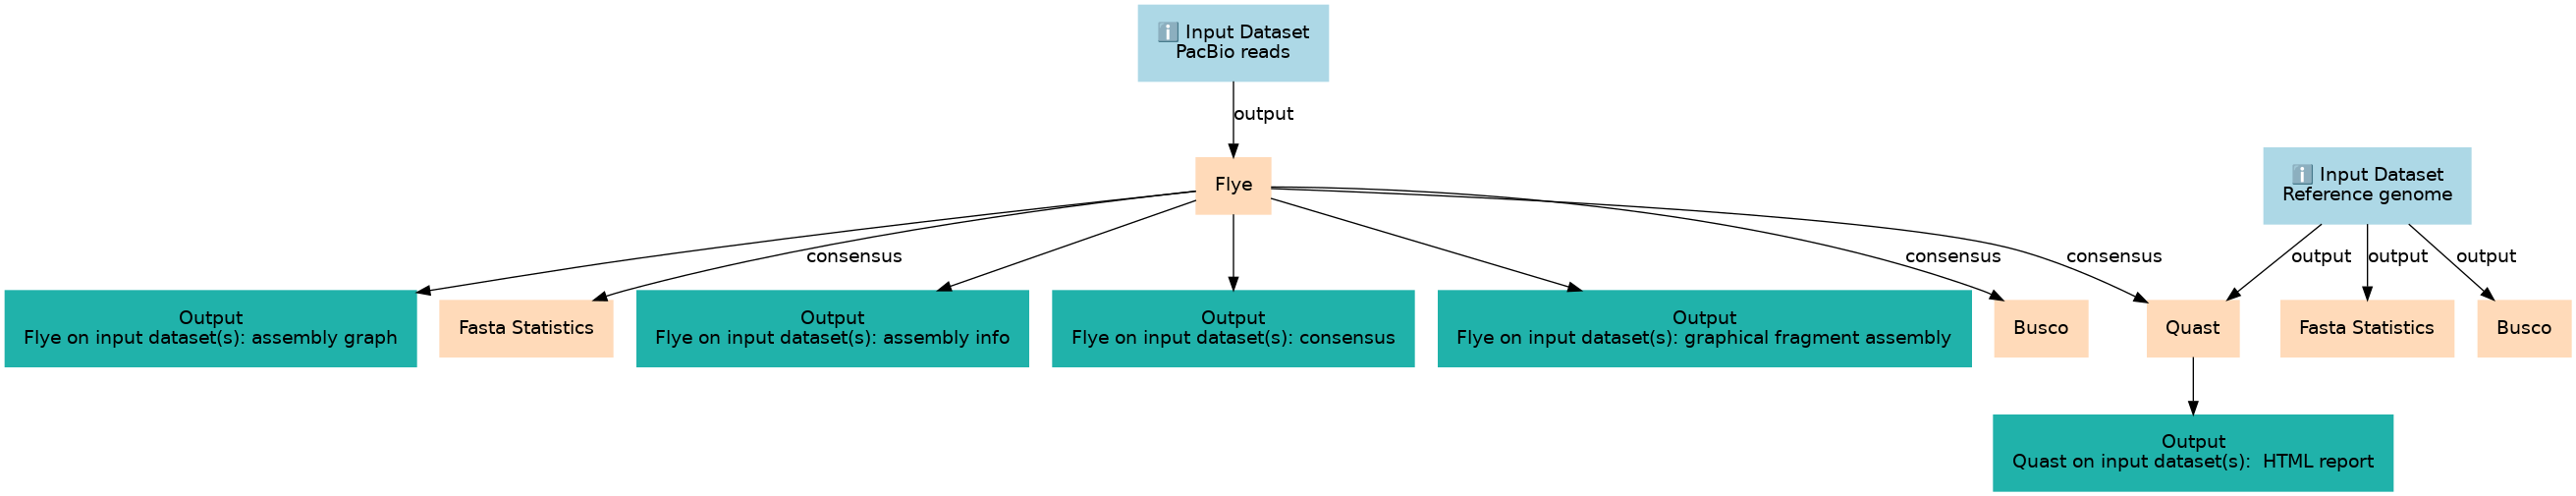 ℹ️ Input Dataset
PacBio reads
output
Flye
ℹ️ Input Dataset
Reference genome
consensus
consensus
consensus
output
output
output
Output
Flye on input dataset(s): assembly graph
Fasta Statistics
Output
Flye on input dataset(s): assembly info
Output
Flye on input dataset(s): consensus
Output
Flye on input dataset(s): graphical fragment assembly
Busco
Quast
Fasta Statistics
Busco
Output
Quast on input dataset(s):  HTML report